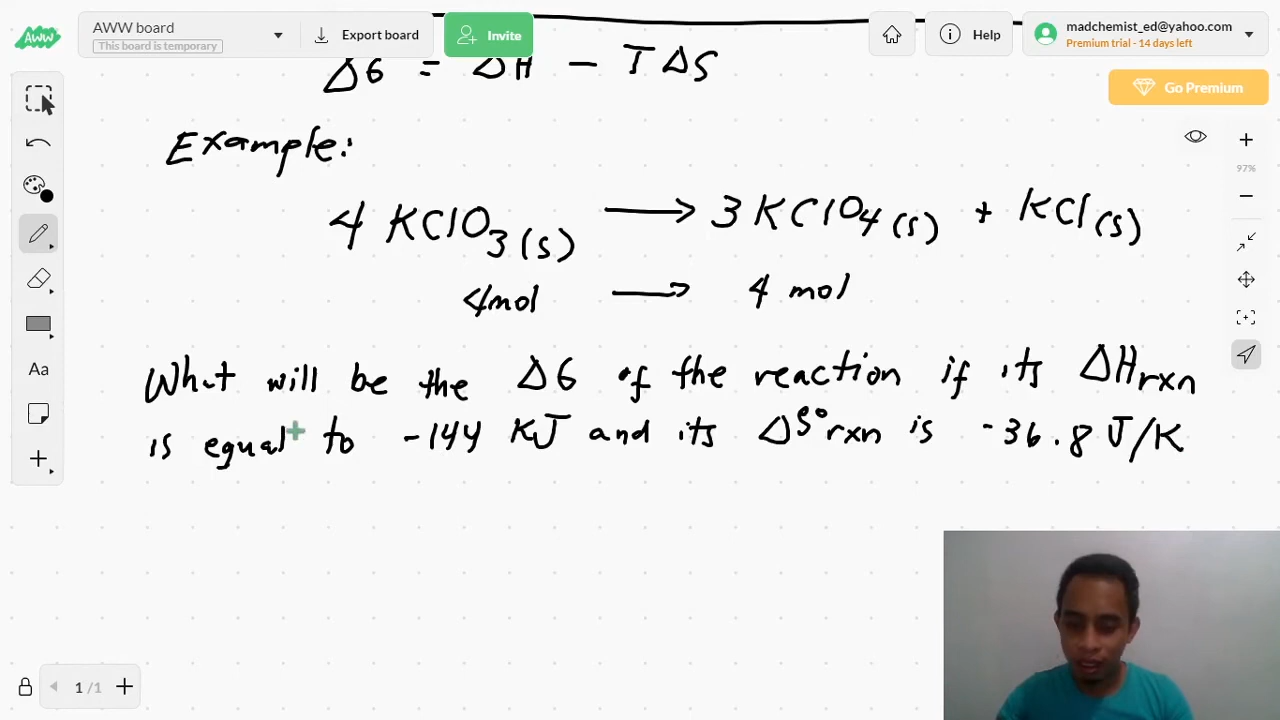 AWW board
This board is temporary
Export board
Invite
Help
madchemist_ed@yahoo.com
Premium trial - 14 days left
Go Premium
ΔG = ΔH - TΔS
Example:
97%
4 KClO3(s) → 3 KClO4(s) + KCl(s)
4mol → 4 mol
What will be the ΔG of the reaction if its ΔHrxn
is equal to -144 KJ and its ΔS°rxn is -36.8 J/K
Aa
1/1
AWW